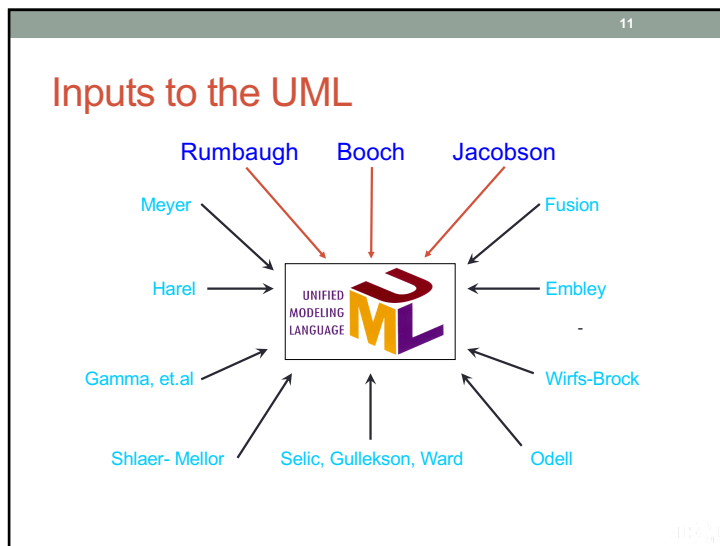 11
Inputs to the UML
Rumbaugh Booch Jacobson
Meyer Fusion
Harel Embley
UNIFIED
MODELING
LANGUAGE
UML
-
Gamma, et.al Wirfs-Brock
Shlaer- Mellor Selic, Gullekson, Ward Odell